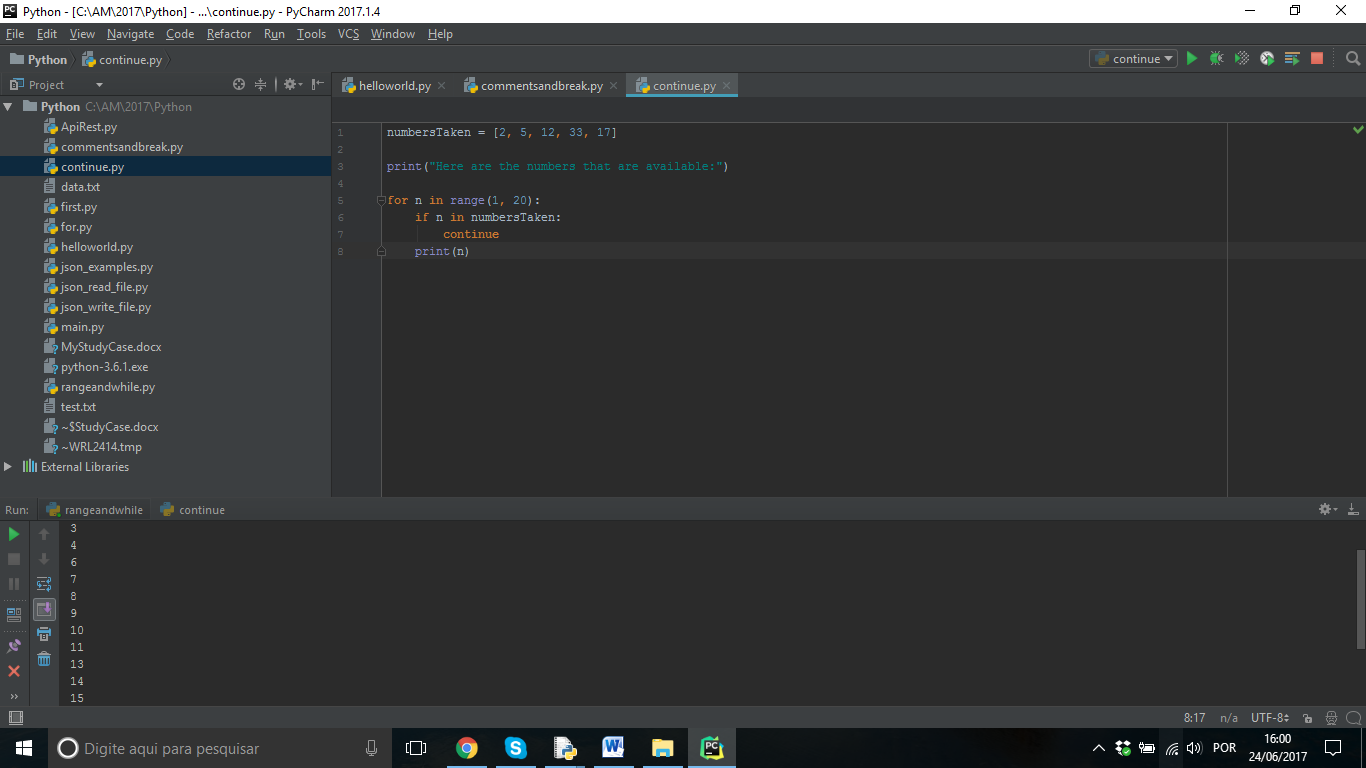 Python - [C:\AM\2017\Python] - ...\continue.py - PyCharm 2017.1.4
File Edit View Navigate Code Refactor Run Tools VCS Window Help
Python continue.py continue
Project
helloworld.py commentsandbreak.py continue.py
Python C:\AM\2017\Python
ApiRest.py
commentsandbreak.py
continue.py
data.txt
first.py
for.py
helloworld.py
json_examples.py
json_read_file.py
json_write_file.py
main.py
MyStudyCase.docx
python-3.6.1.exe
rangeandwhile.py
test.txt
~$StudyCase.docx
~WRL2414.tmp
External Libraries
1 numbersTaken = [2, 5, 12, 33, 17]
2
3 print("Here are the numbers that are available:")
4
5 for n in range(1, 20):
6 if n in numbersTaken:
7 continue
8 print(n)
Run: rangeandwhile continue
3
4
6
7
8
9
10
11
13
14
15
8:17 n/a UTF-8
Digite aqui para pesquisar
POR
16:00
24/06/2017